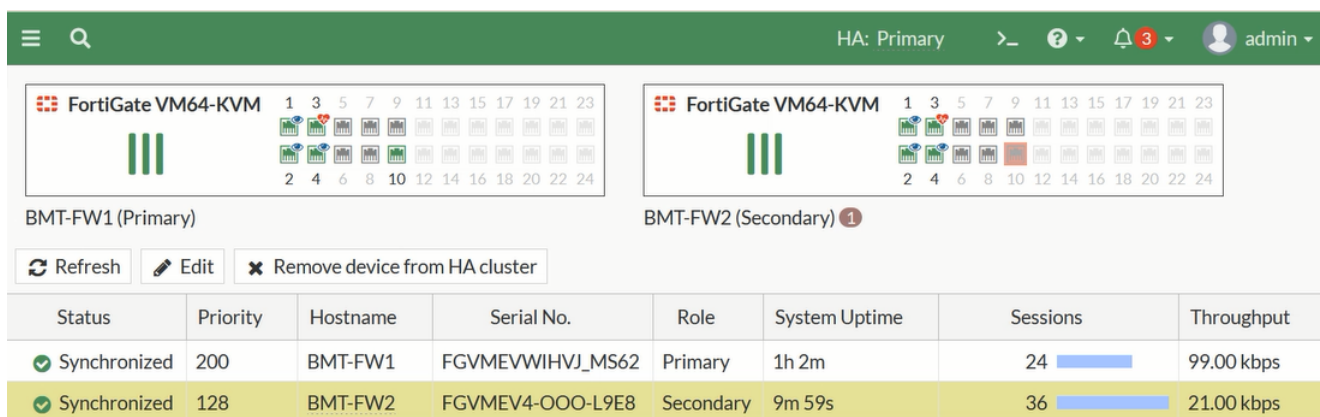 HA: Primary >_ ? 3 admin
FortiGate VM64-KVM 1 3 5 7 9 11 13 15 17 19 21 23
2 4 6 8 10 12 14 16 18 20 22 24
BMT-FW1 (Primary)
FortiGate VM64-KVM 1 3 5 7 9 11 13 15 17 19 21 23
2 4 6 8 10 12 14 16 18 20 22 24
BMT-FW2 (Secondary) 1
Refresh Edit Remove device from HA cluster
Status Priority Hostname Serial No. Role System Uptime Sessions Throughput
Synchronized 200 BMT-FW1 FGVMEVWIHVJ_MS62 Primary 1h 2m 24 99.00 kbps
Synchronized 128 BMT-FW2 FGVMEV4-OOO-L9E8 Secondary 9m 59s 36 21.00 kbps